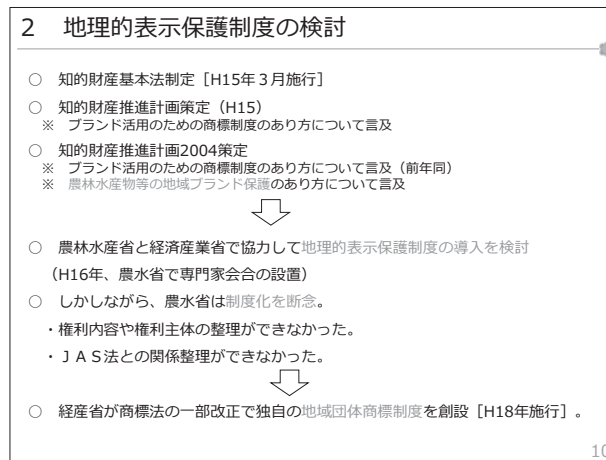 2　地理的表示保護制度の検討
○　知的財産基本法制定［H15年３月施行］
○　知的財産推進計画策定（H15）
※　ブランド活用のための商標制度のあり方について言及
○　知的財産推進計画2004策定
※　ブランド活用のための商標制度のあり方について言及（前年同）
※　農林水産物等の地域ブランド保護のあり方について言及
○　農林水産省と経済産業省で協力して地理的表示保護制度の導入を検討
（H16年、農水省で専門家会合の設置）
○　しかしながら、農水省は制度化を断念。
・権利内容や権利主体の整理ができなかった。
・ＪＡＳ法との関係整理ができなかった。
○　経産省が商標法の一部改正で独自の地域団体商標制度を創設［H18年施行］。
10